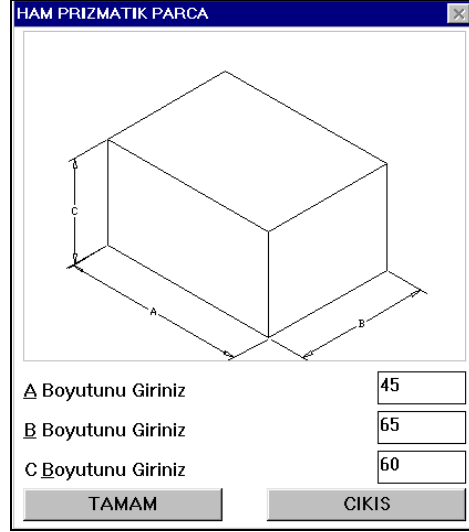 HAM PRIZMATIK PARCA
C
A
B
A Boyutunu Giriniz 45
B Boyutunu Giriniz 65
C Boyutunu Giriniz 60
TAMAM CIKIS